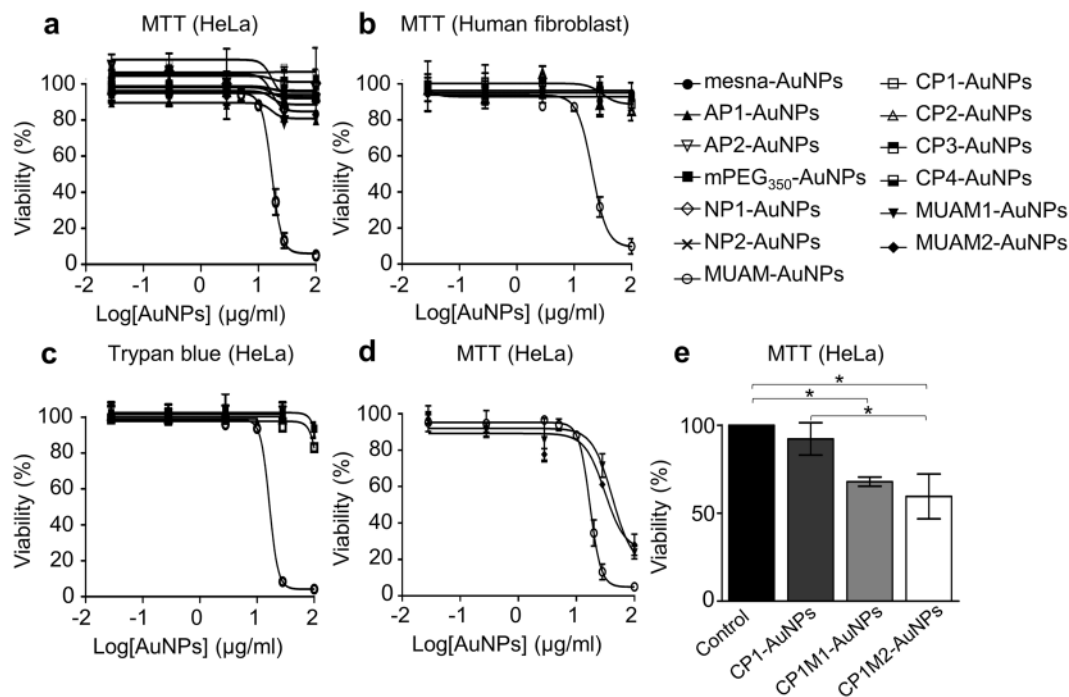 a MTT (HeLa)
b MTT (Human fibroblast)
Viability (%)
100
80
60
40
20
0
-2 -1 0 1 2
Log[AuNPs] (µg/ml)
Viability (%)
100
80
60
40
20
0
-2 -1 0 1 2
Log[AuNPs] (µg/ml)
mesna-AuNPs
AP1-AuNPs
AP2-AuNPs
mPEG350-AuNPs
NP1-AuNPs
NP2-AuNPs
MUAM-AuNPs
CP1-AuNPs
CP2-AuNPs
CP3-AuNPs
CP4-AuNPs
MUAM1-AuNPs
MUAM2-AuNPs
c Trypan blue (HeLa)
Viability (%)
100
80
60
40
20
0
-2 -1 0 1 2
Log[AuNPs] (µg/ml)
d MTT (HeLa)
Viability (%)
100
80
60
40
20
0
-2 -1 0 1 2
Log[AuNPs] (µg/ml)
e MTT (HeLa)
*
* *
Viability (%)
100
50
0
Control
CP1-AuNPs
CP1M1-AuNPs
CP1M2-AuNPs